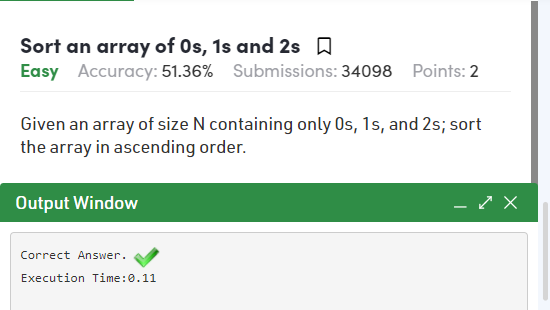 Sort an array of 0s, 1s and 2s
Easy Accuracy: 51.36% Submissions: 34098 Points: 2
Given an array of size N containing only 0s, 1s, and 2s; sort
the array in ascending order.
Output Window
Correct Answer.
Execution Time:0.11